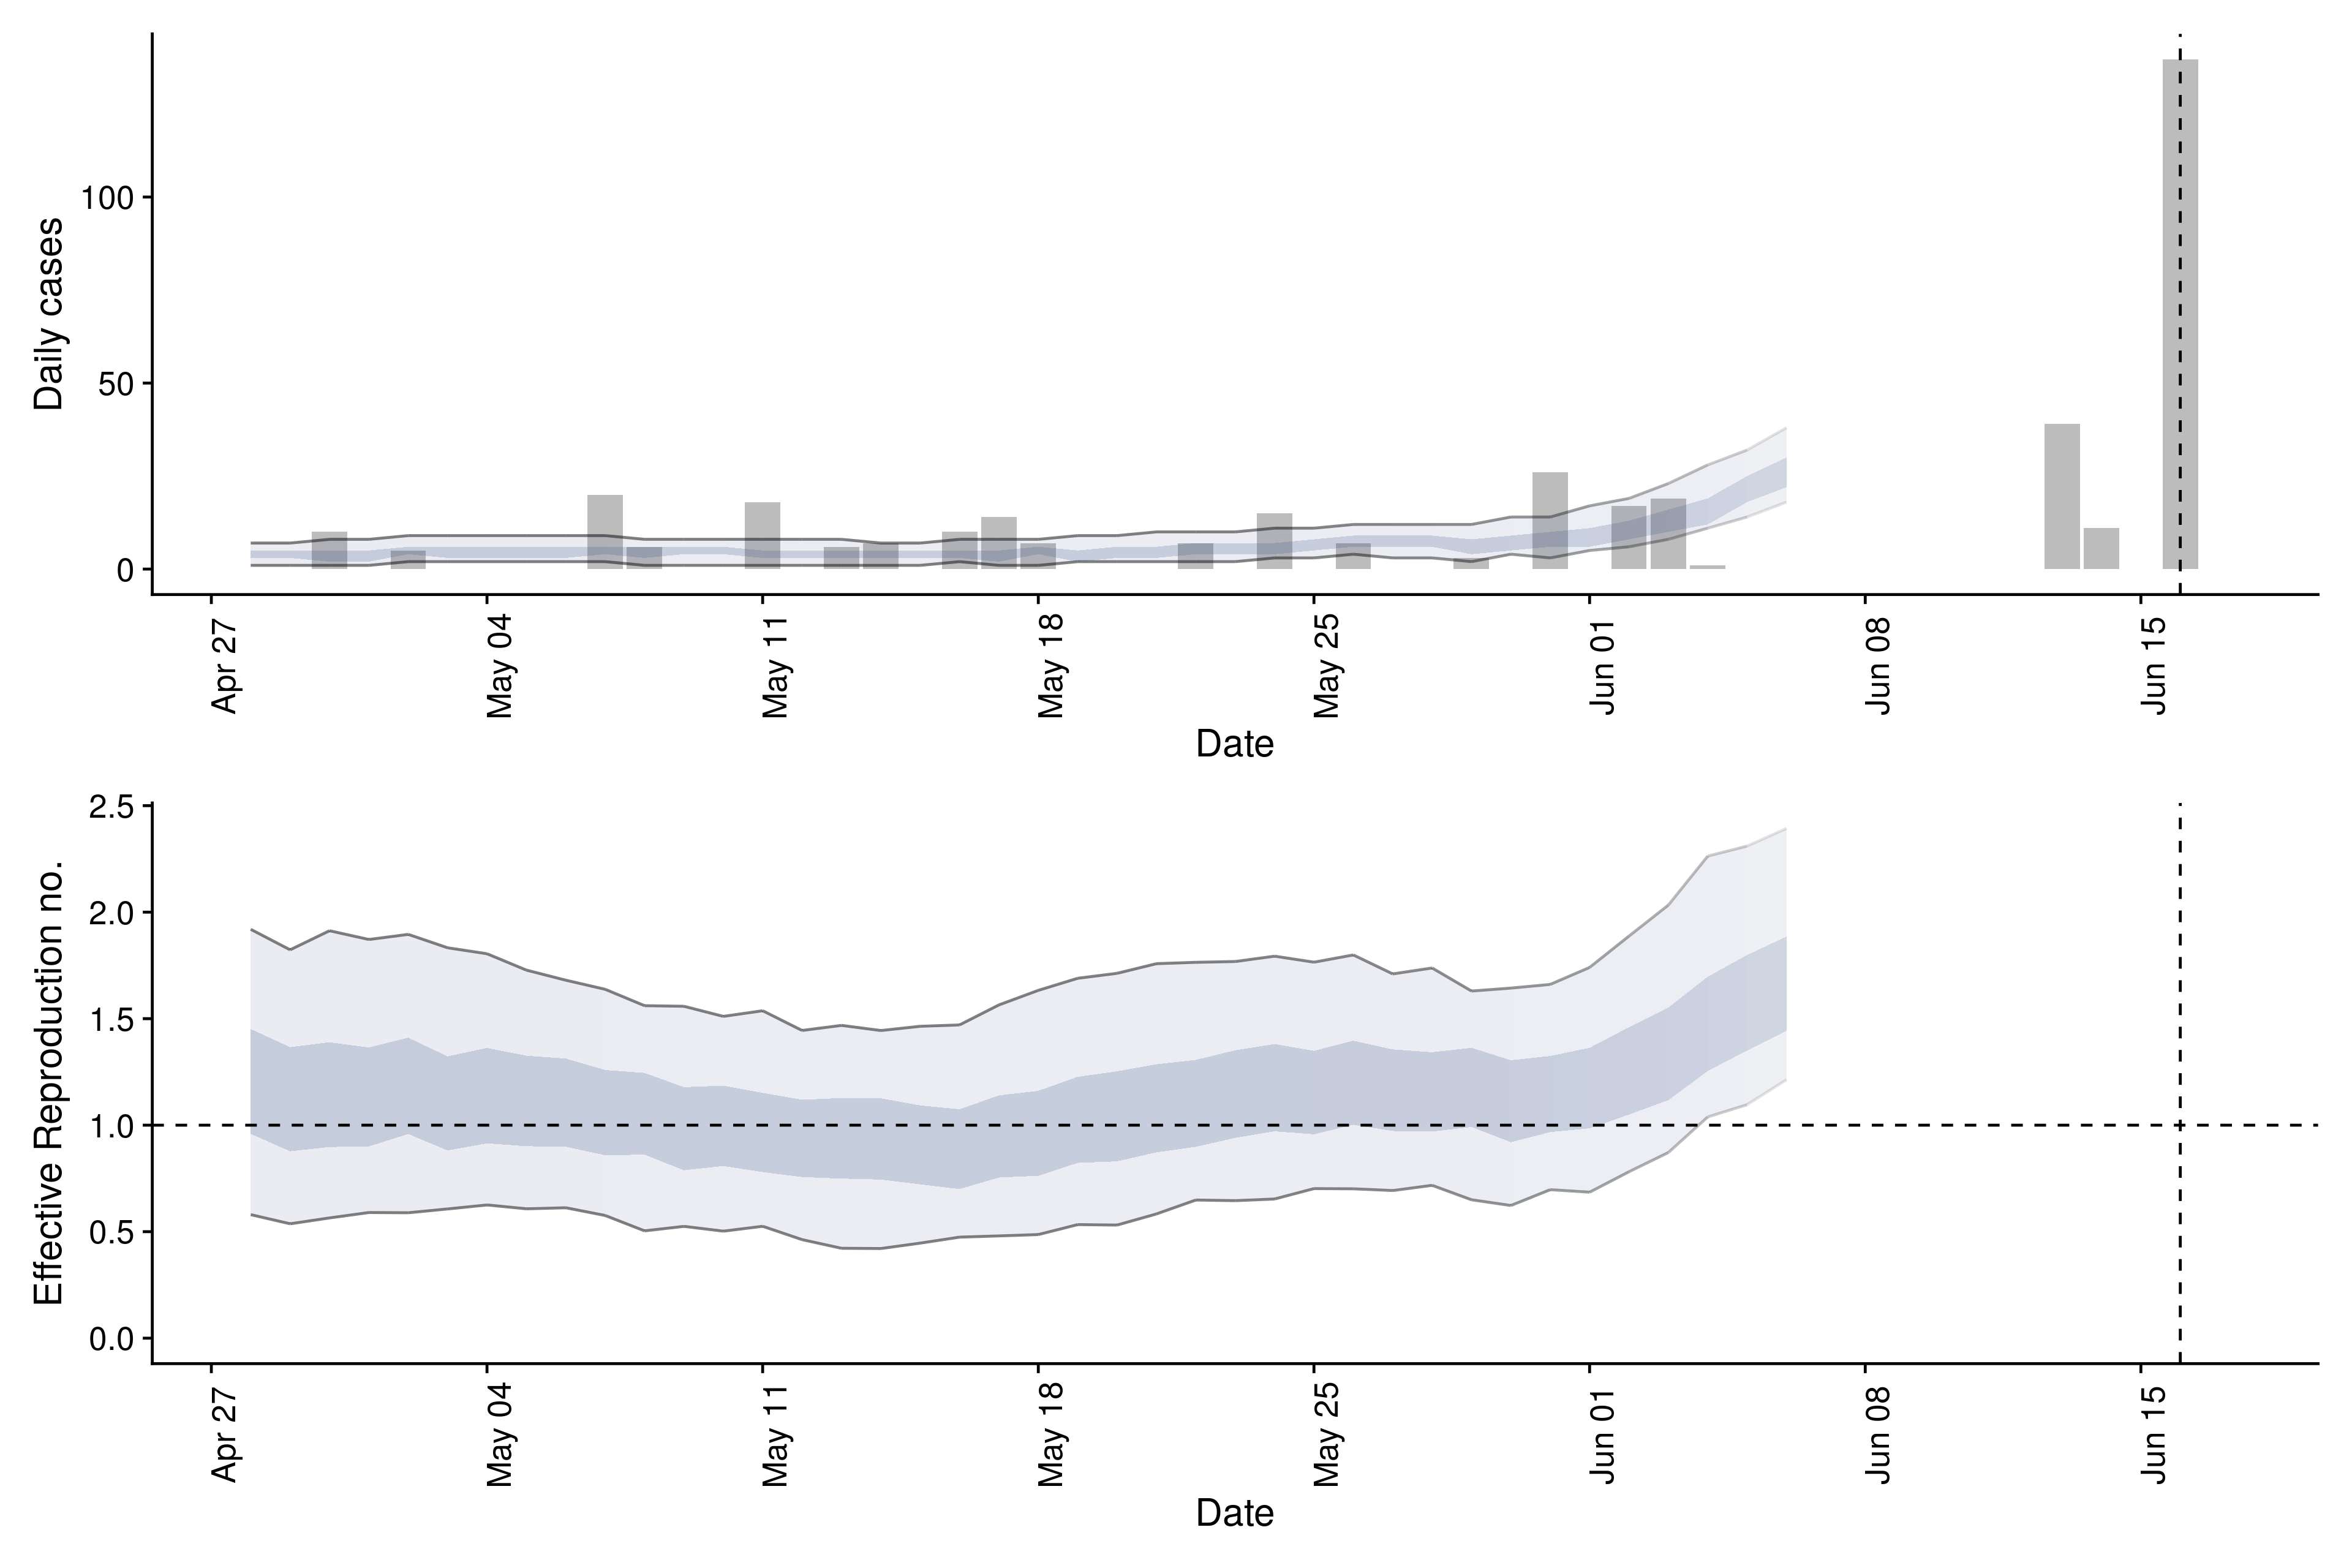 Daily cases
100
50
0
Apr 27
May 04
May 11
May 18
May 25
Jun 01
Jun 08
Jun 15
Date
Effective Reproduction no.
2.5
2.0
1.5
1.0
0.5
0.0
Apr 27
May 04
May 11
May 18
May 25
Jun 01
Jun 08
Jun 15
Date